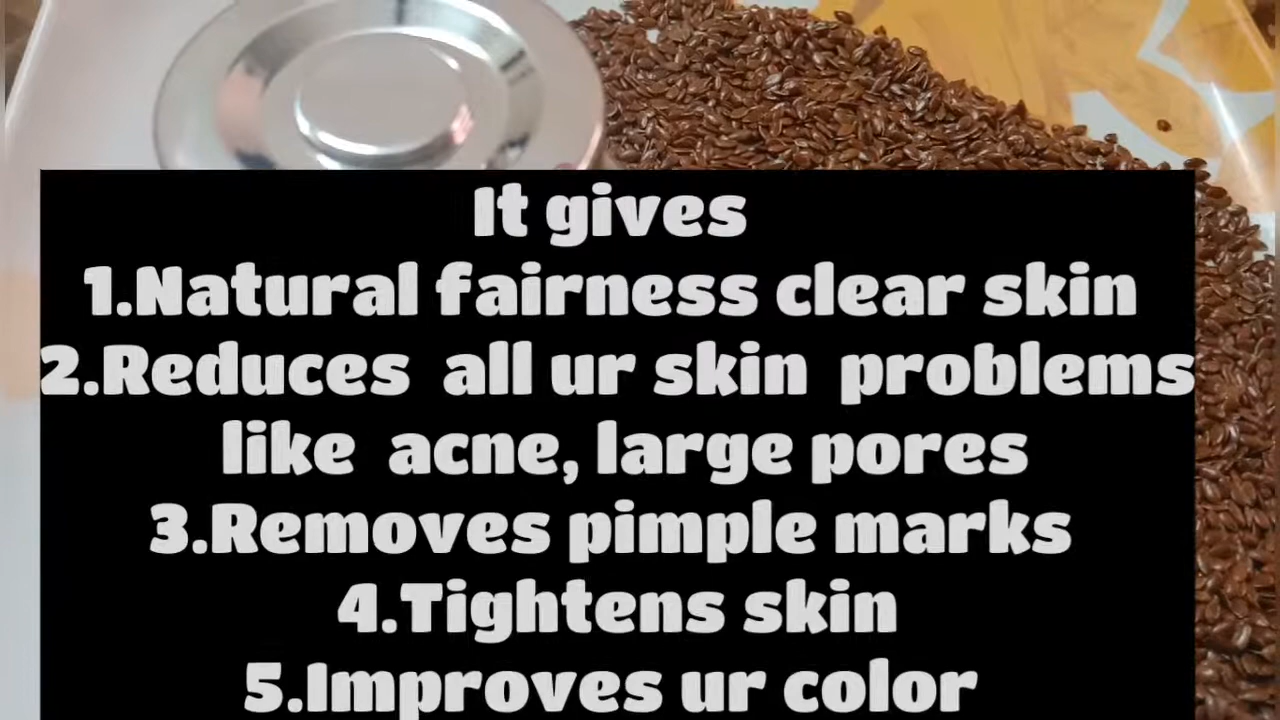 It gives
1.Natural fairness clear skin
2.Reduces all ur skin problems
like acne, large pores
3.Removes pimple marks
4.Tightens skin
5.Improves ur color